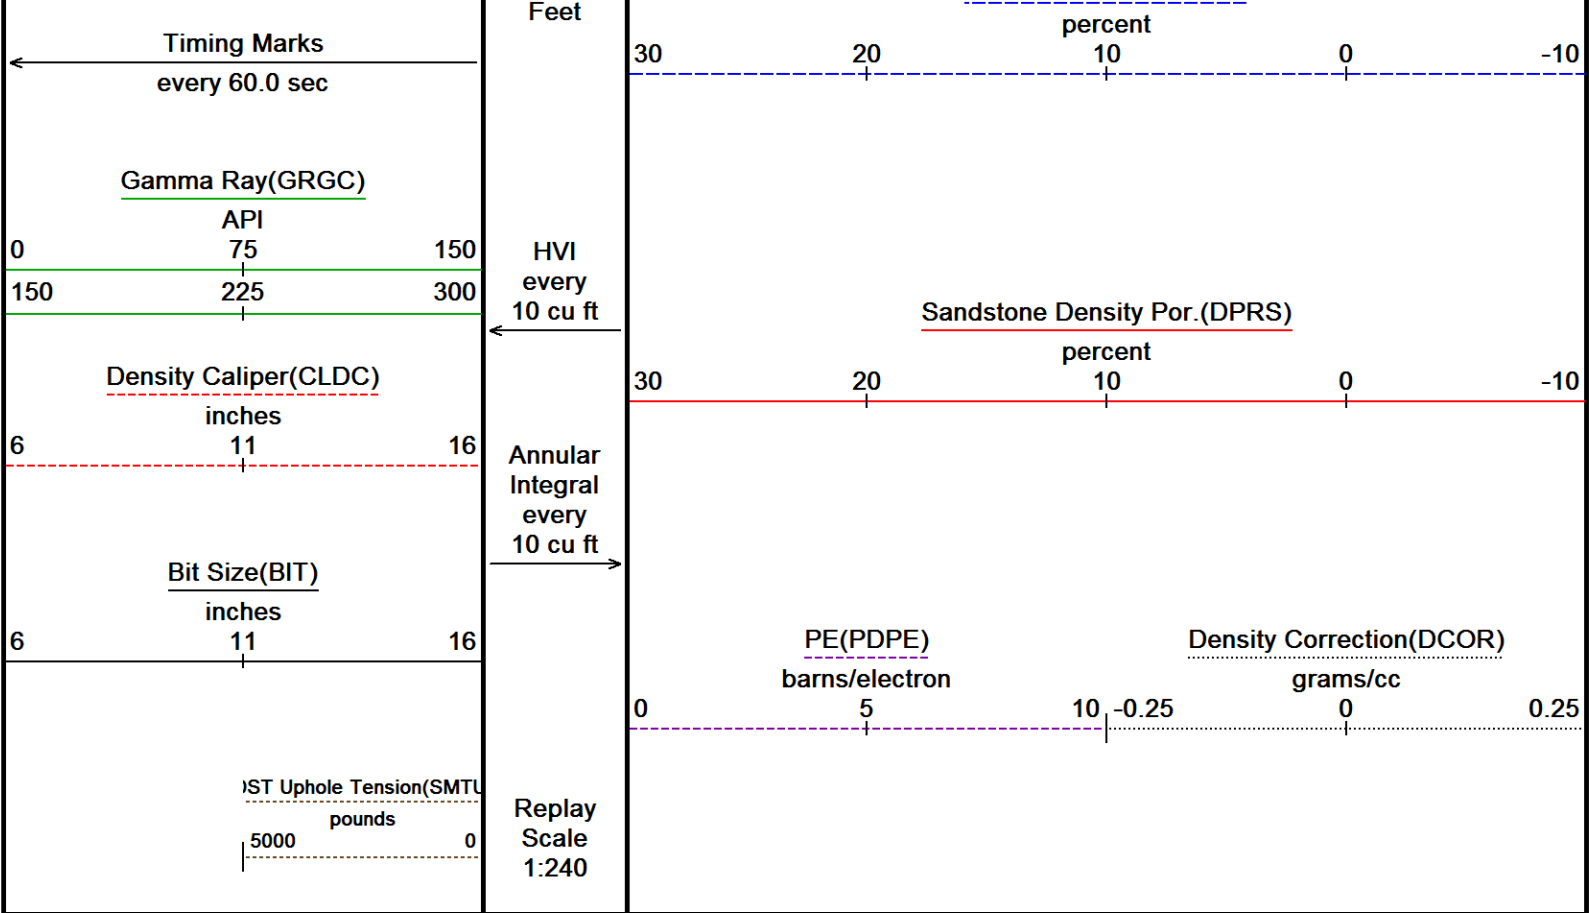 Timing Marks
every 60.0 sec
Gamma Ray(GRGC)
API
0 75 150
150 225 300
Density Caliper(CLDC)
inches
6 11 16
Bit Size(BIT)
inches
6 11 16
ST Uphole Tension(SMTU
pounds
5000 0
Feet
HVI
every
10 cu ft
Annular
Integral
every
10 cu ft
Replay
Scale
1:240
percent
30 20 10 0 -10
Sandstone Density Por.(DPRS)
percent
30 20 10 0 -10
PE(PDPE)
barns/electron
0 5 10
Density Correction(DCOR)
grams/cc
-0.25 0 0.25